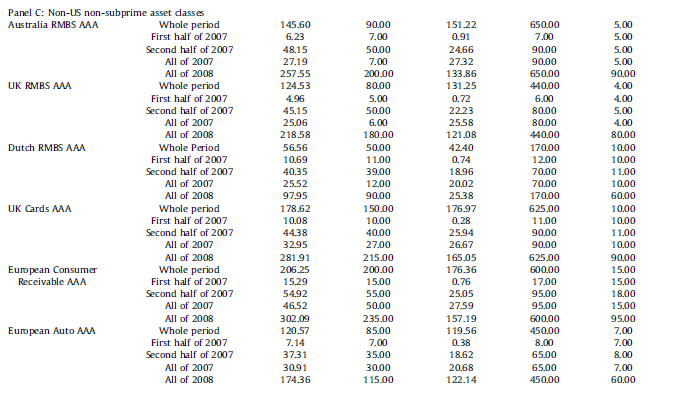 Panel C: Non-US non-subprime asset classes
Australia RMBS AAA Whole period 145.60 90.00 151.22 650.00 5.00
First half of 2007 6.23 7.00 0.91 7.00 5.00
Second half of 2007 48.15 50.00 24.66 90.00 5.00
All of 2007 27.19 7.00 27.32 90.00 5.00
All of 2008 257.55 200.00 133.86 650.00 90.00
UK RMBS AAA Whole period 124.53 80.00 131.25 440.00 4.00
First half of 2007 4.96 5.00 0.72 6.00 4.00
Second half of 2007 45.15 50.00 22.23 80.00 5.00
All of 2007 25.06 6.00 25.58 80.00 4.00
All of 2008 218.58 180.00 121.08 440.00 80.00
Dutch RMBS AAA Whole Period 56.56 50.00 42.40 170.00 10.00
First half of 2007 10.69 11.00 0.74 12.00 10.00
Second half of 2007 40.35 39.00 18.96 70.00 11.00
All of 2007 25.52 12.00 20.02 70.00 10.00
All of 2008 97.95 90.00 25.38 170.00 60.00
UK Cards AAA Whole period 178.62 150.00 176.97 625.00 10.00
First half of 2007 10.08 10.00 0.28 11.00 10.00
Second half of 2007 44.38 40.00 25.94 90.00 11.00
All of 2007 32.95 27.00 26.67 90.00 10.00
All of 2008 281.91 215.00 165.05 625.00 90.00
European Consumer Whole period 206.25 200.00 176.36 600.00 15.00
Receivable AAA First half of 2007 15.29 15.00 0.76 17.00 15.00
Second half of 2007 54.92 55.00 25.05 95.00 18.00
All of 2007 46.52 50.00 27.59 95.00 15.00
All of 2008 302.09 235.00 157.19 600.00 95.00
European Auto AAA Whole period 120.57 85.00 119.56 450.00 7.00
First half of 2007 7.14 7.00 0.38 8.00 7.00
Second half of 2007 37.31 35.00 18.62 65.00 8.00
All of 2007 30.91 30.00 20.68 65.00 7.00
All of 2008 174.36 115.00 122.14 450.00 60.00